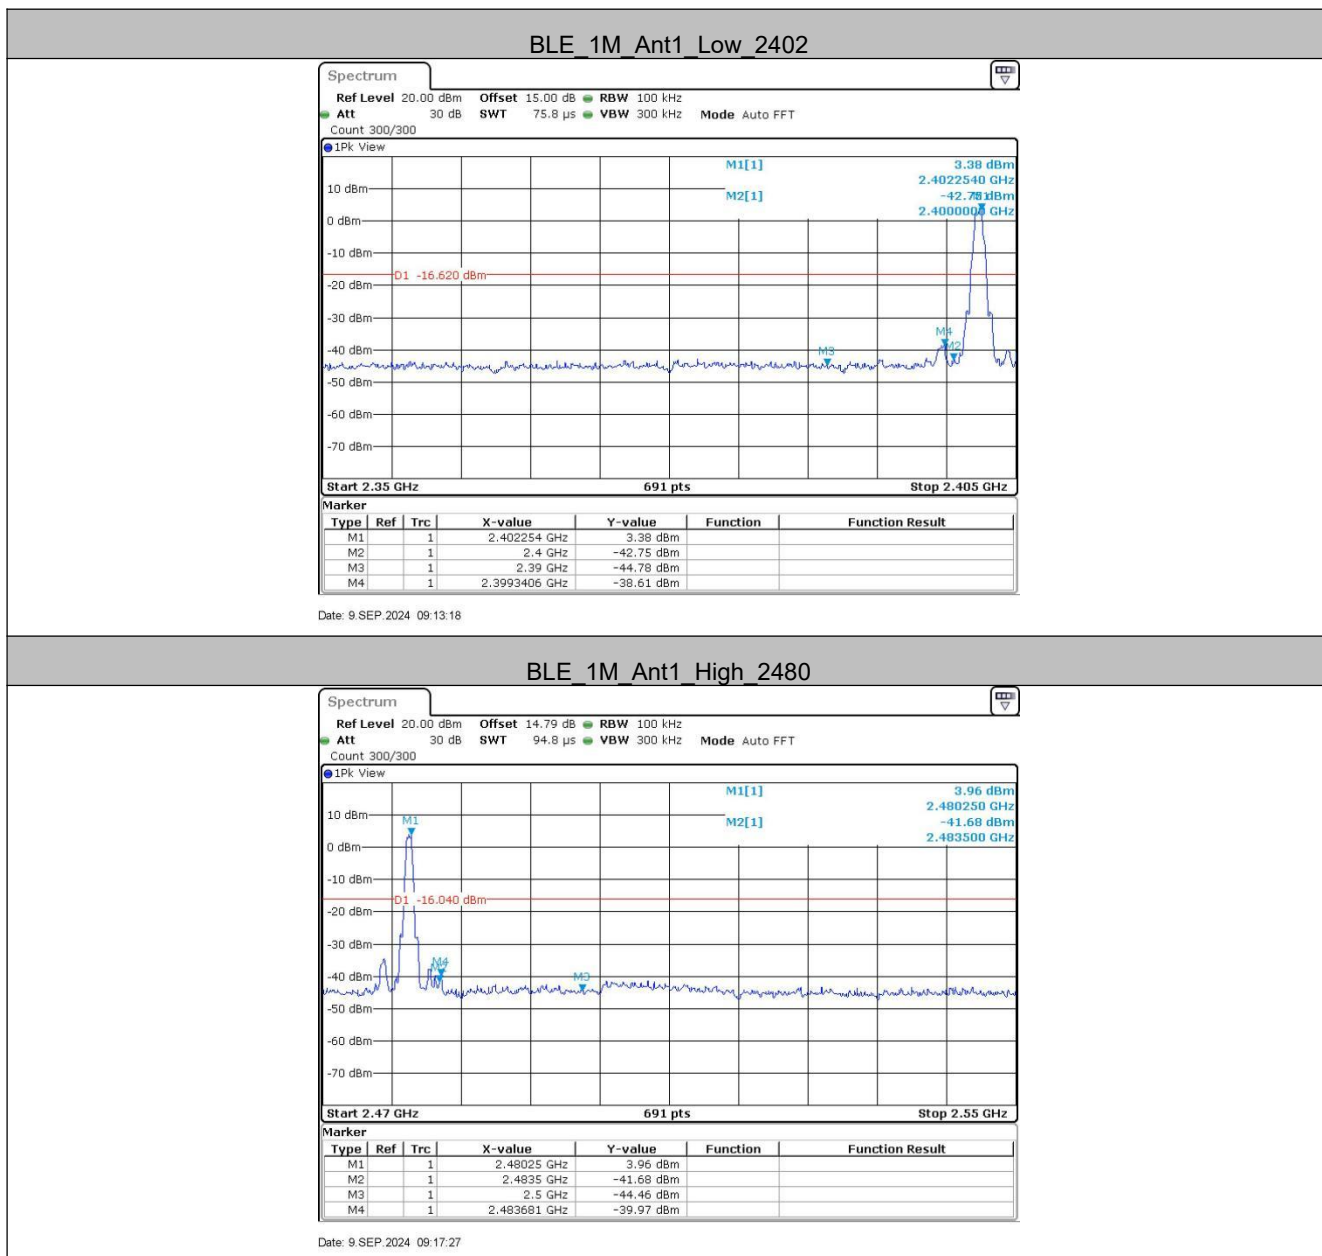 BLE_1M_Ant1_Low_2402
Spectrum
Ref Level 20.00 dBm Offset 15.00 dB RBW 100 kHz
Att 30 dB SWT 75.8 µs VBW 300 kHz Mode Auto FFT
Count 300/300
1Pk View
M1[1] 3.38 dBm
2.4022540 GHz
M2[1] -42.75 dBm
2.4000000 GHz
M1
10 dBm
0 dBm
-10 dBm
D1 -16.620 dBm
-20 dBm
-30 dBm
M4
M3 M2
-40 dBm
-50 dBm
-60 dBm
-70 dBm
Start 2.35 GHz 691 pts Stop 2.405 GHz
Marker
Type Ref Trc X-value Y-value Function Function Result
M1 1 2.402254 GHz 3.38 dBm
M2 1 2.4 GHz -42.75 dBm
M3 1 2.39 GHz -44.78 dBm
M4 1 2.3993406 GHz -38.61 dBm
Date: 9.SEP.2024 09:13:18
BLE_1M_Ant1_High_2480
Spectrum
Ref Level 20.00 dBm Offset 14.79 dB RBW 100 kHz
Att 30 dB SWT 94.8 µs VBW 300 kHz Mode Auto FFT
Count 300/300
1Pk View
M1[1] 3.96 dBm
2.480250 GHz
M2[1] -41.68 dBm
2.483500 GHz
10 dBm
M1
0 dBm
-10 dBm
D1 -16.040 dBm
-20 dBm
-30 dBm
M4
-40 dBm
M3
-50 dBm
-60 dBm
-70 dBm
Start 2.47 GHz 691 pts Stop 2.55 GHz
Marker
Type Ref Trc X-value Y-value Function Function Result
M1 1 2.48025 GHz 3.96 dBm
M2 1 2.4835 GHz -41.68 dBm
M3 1 2.5 GHz -44.46 dBm
M4 1 2.483681 GHz -39.97 dBm
Date: 9.SEP.2024 09:17:27